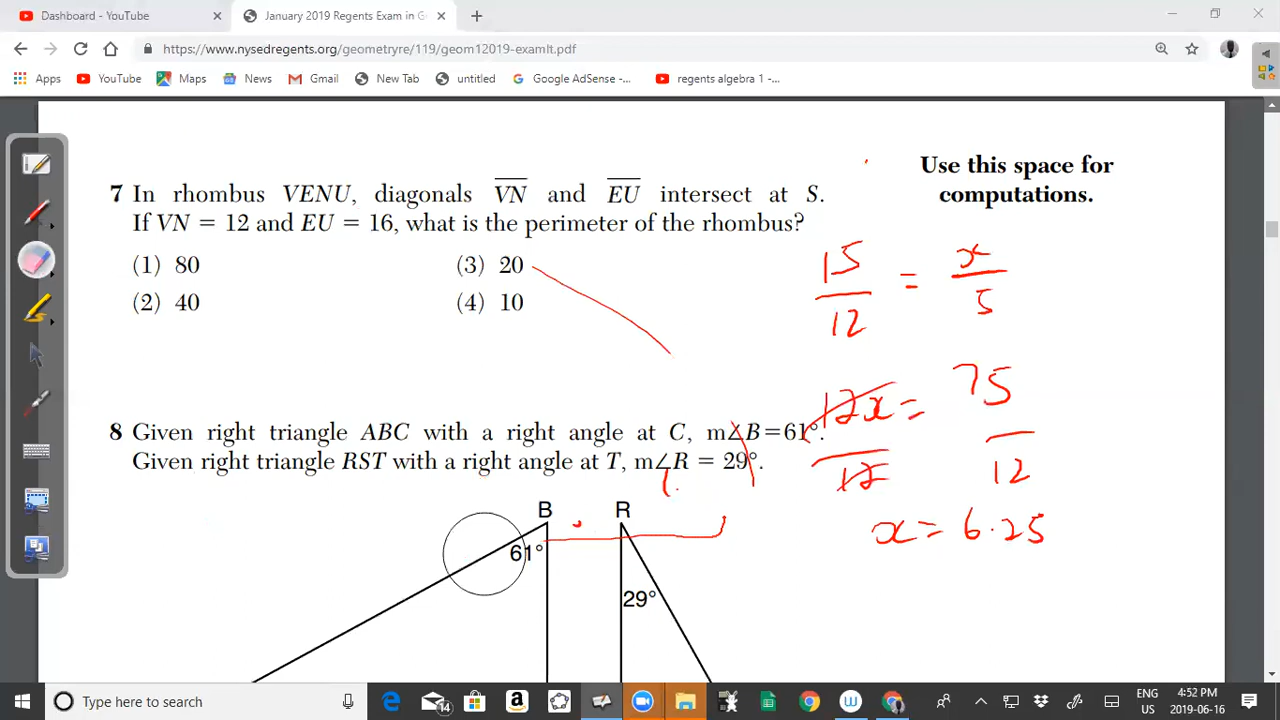 Dashboard - YouTube
January 2019 Regents Exam in Ge
https://www.nysedregents.org/geometryre/119/geom12019-examlt.pdf
Apps YouTube Maps News Gmail New Tab untitled Google AdSense -... regents algebra 1 -...
Use this space for
computations.
7 In rhombus VENU, diagonals VN and EU intersect at S.
If VN = 12 and EU = 16, what is the perimeter of the rhombus?
(1) 80 (3) 20
(2) 40 (4) 10
15/12 = x/5
12x/12 = 75/12
x = 6.25
8 Given right triangle ABC with a right angle at C, m∠B=61°.
Given right triangle RST with a right angle at T, m∠R = 29°.
B R
61°
29°
Type here to search
14
ENG 4:52 PM
US 2019-06-16